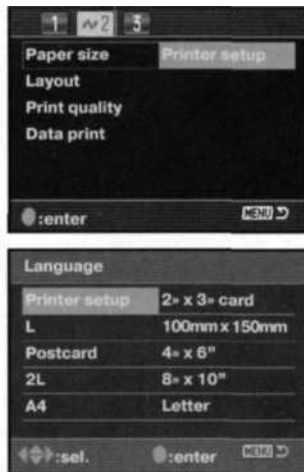 1 2 3
Paper size Printer setup
Layout
Print quality
Data print
:enter MENU
Language
Printer setup 2» x 3» card
L 100mm x 150mm
Postcard 4» x 6"
2L 8» x 10"
A4 Letter
:sel. :enter MENU